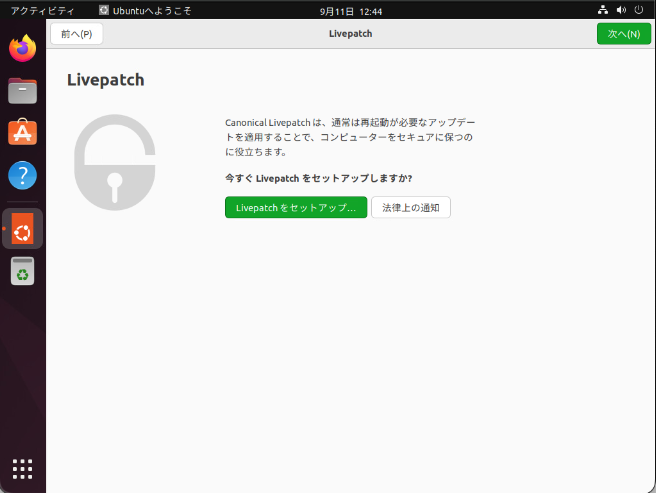 アクティビティ
Ubuntuへようこそ
9月11日 12:44
前へ(P)
Livepatch
次へ(N)
Livepatch
Canonical Livepatch は、通常は再起動が必要なアップデー
トを適用することで、コンピューターをセキュアに保つの
に役立ちます。
今すぐ Livepatch をセットアップしますか?
Livepatch をセットアップ…
法律上の通知